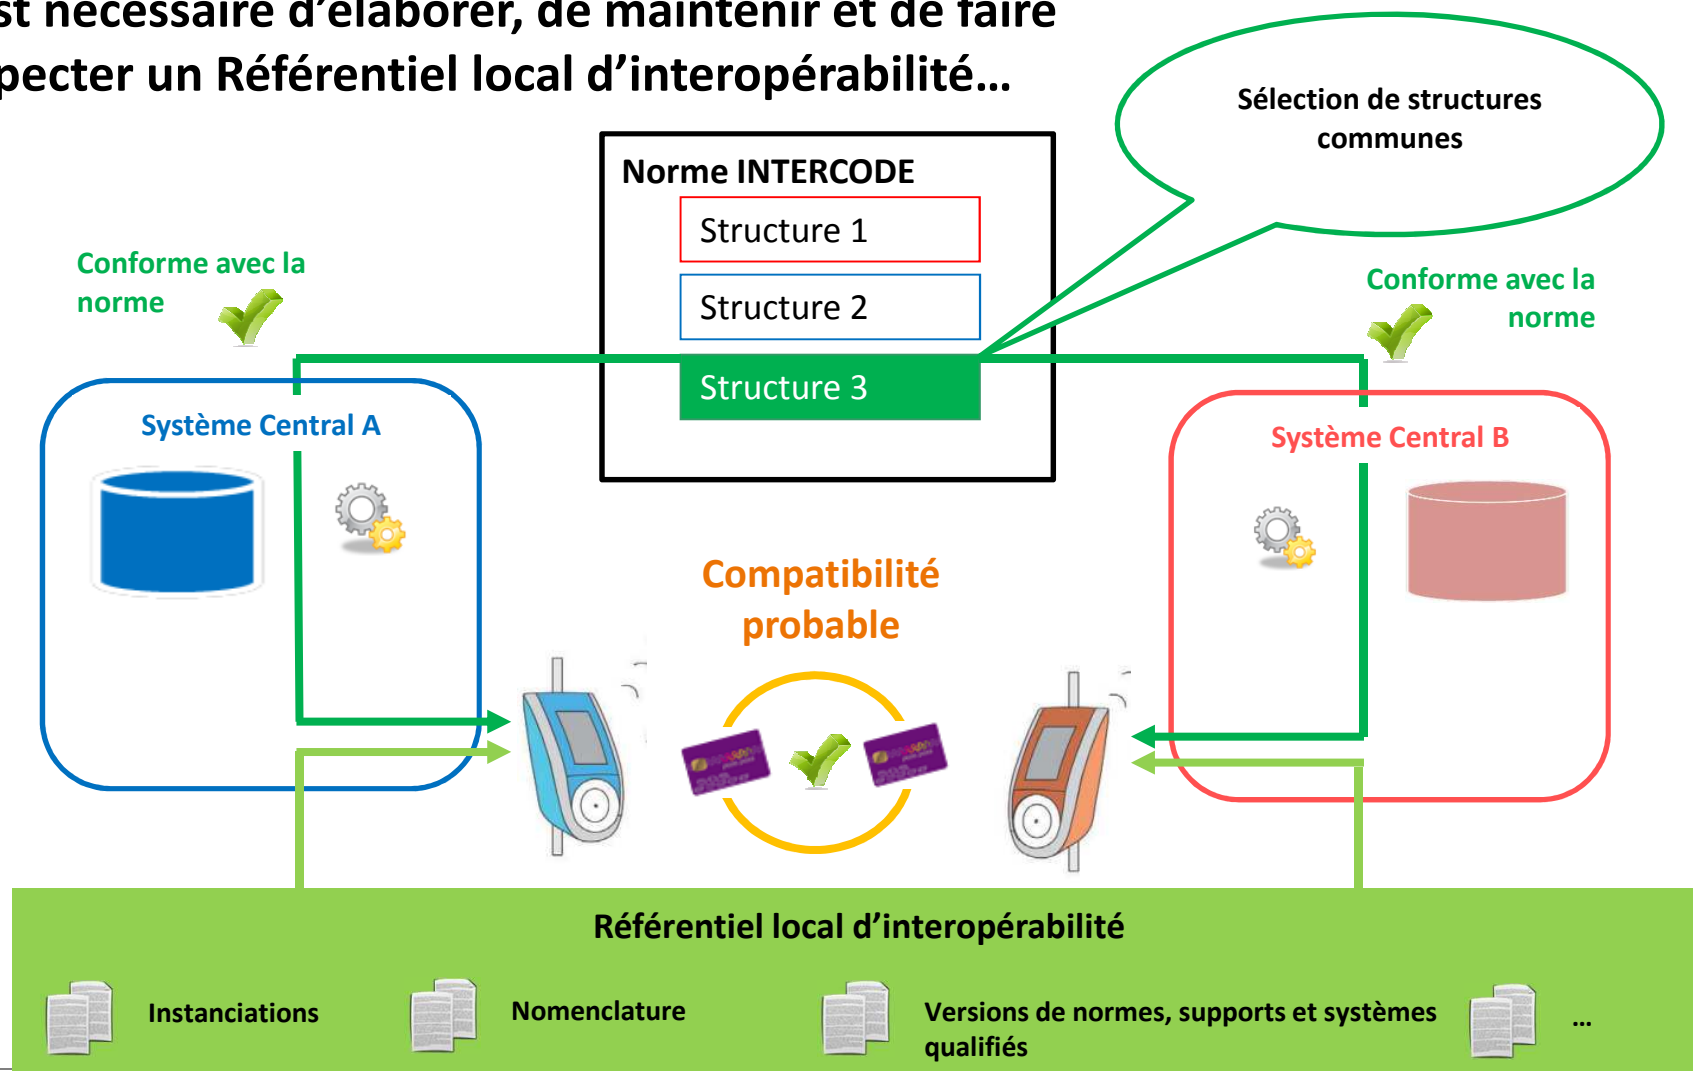 st nécessaire d'élaborer, de maintenir et de faire
pecter un Référentiel local d'interopérabilité…
Sélection de structures
communes
Norme INTERCODE
Structure 1
Structure 2
Structure 3
Conforme avec la
norme
Conforme avec la
norme
Système Central A
Système Central B
Compatibilité
probable
Référentiel local d'interopérabilité
Instanciations
Nomenclature
Versions de normes, supports et systèmes
qualifiés
…